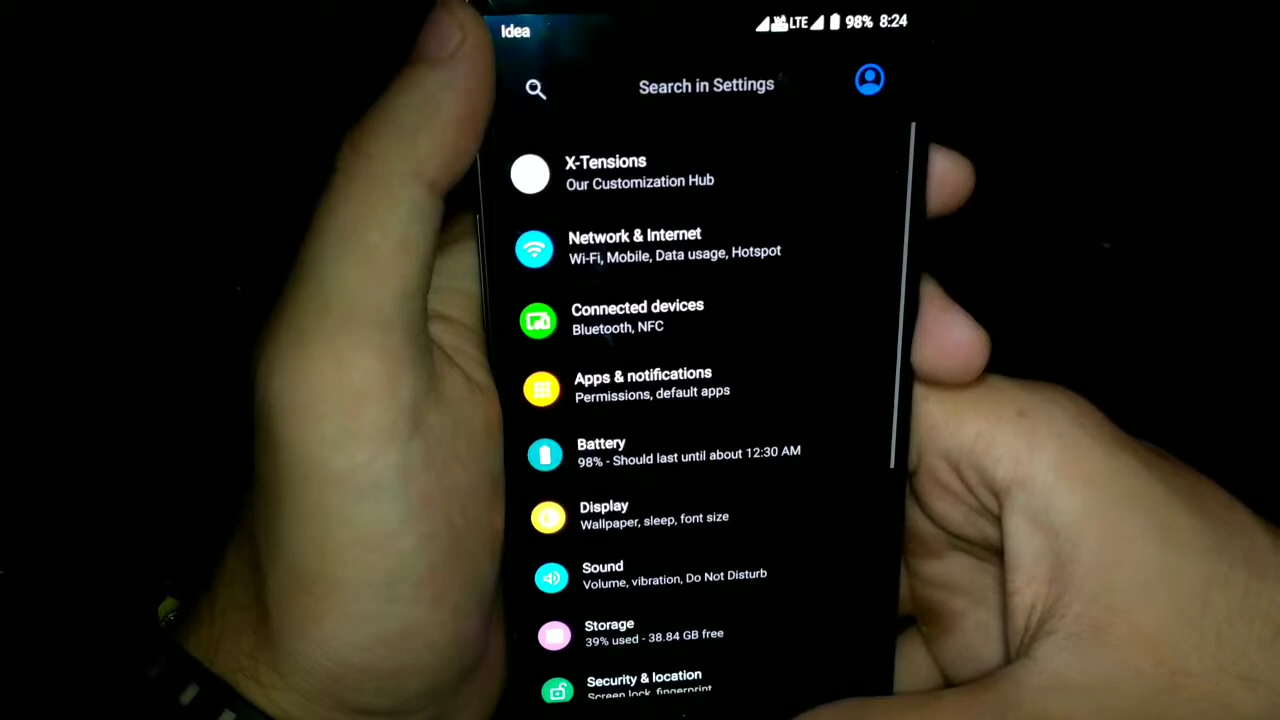 Idea
LTE 98% 8:24
Search in Settings
X-Tensions
Our Customization Hub
Network & Internet
Wi-Fi, Mobile, Data usage, Hotspot
Connected devices
Bluetooth, NFC
Apps & notifications
Permissions, default apps
Battery
98% - Should last until about 12:30 AM
Display
Wallpaper, sleep, font size
Sound
Volume, vibration, Do Not Disturb
Storage
39% used - 38.84 GB free
Security & location
Screen lock, fingerprint